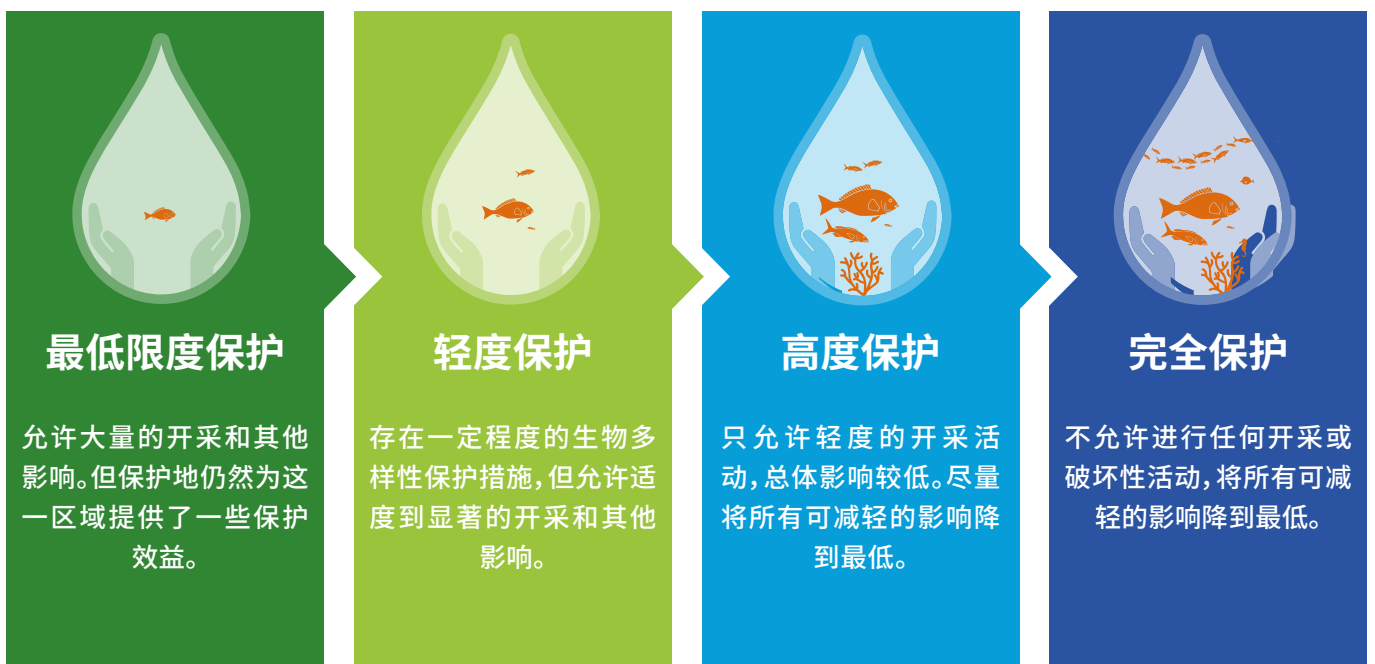 最低限度保护
允许大量的开采和其他
影响。但保护地仍然为这
一区域提供了一些保护
效益。
轻度保护
存在一定程度的生物多
样性保护措施，但允许适
度到显著的开采和其他
影响。
高度保护
只允许轻度的开采活
动，总体影响较低。尽量
将所有可减轻的影响降
到最低。
完全保护
不允许进行任何开采或
破坏性活动，将所有可减
轻的影响降到最低。